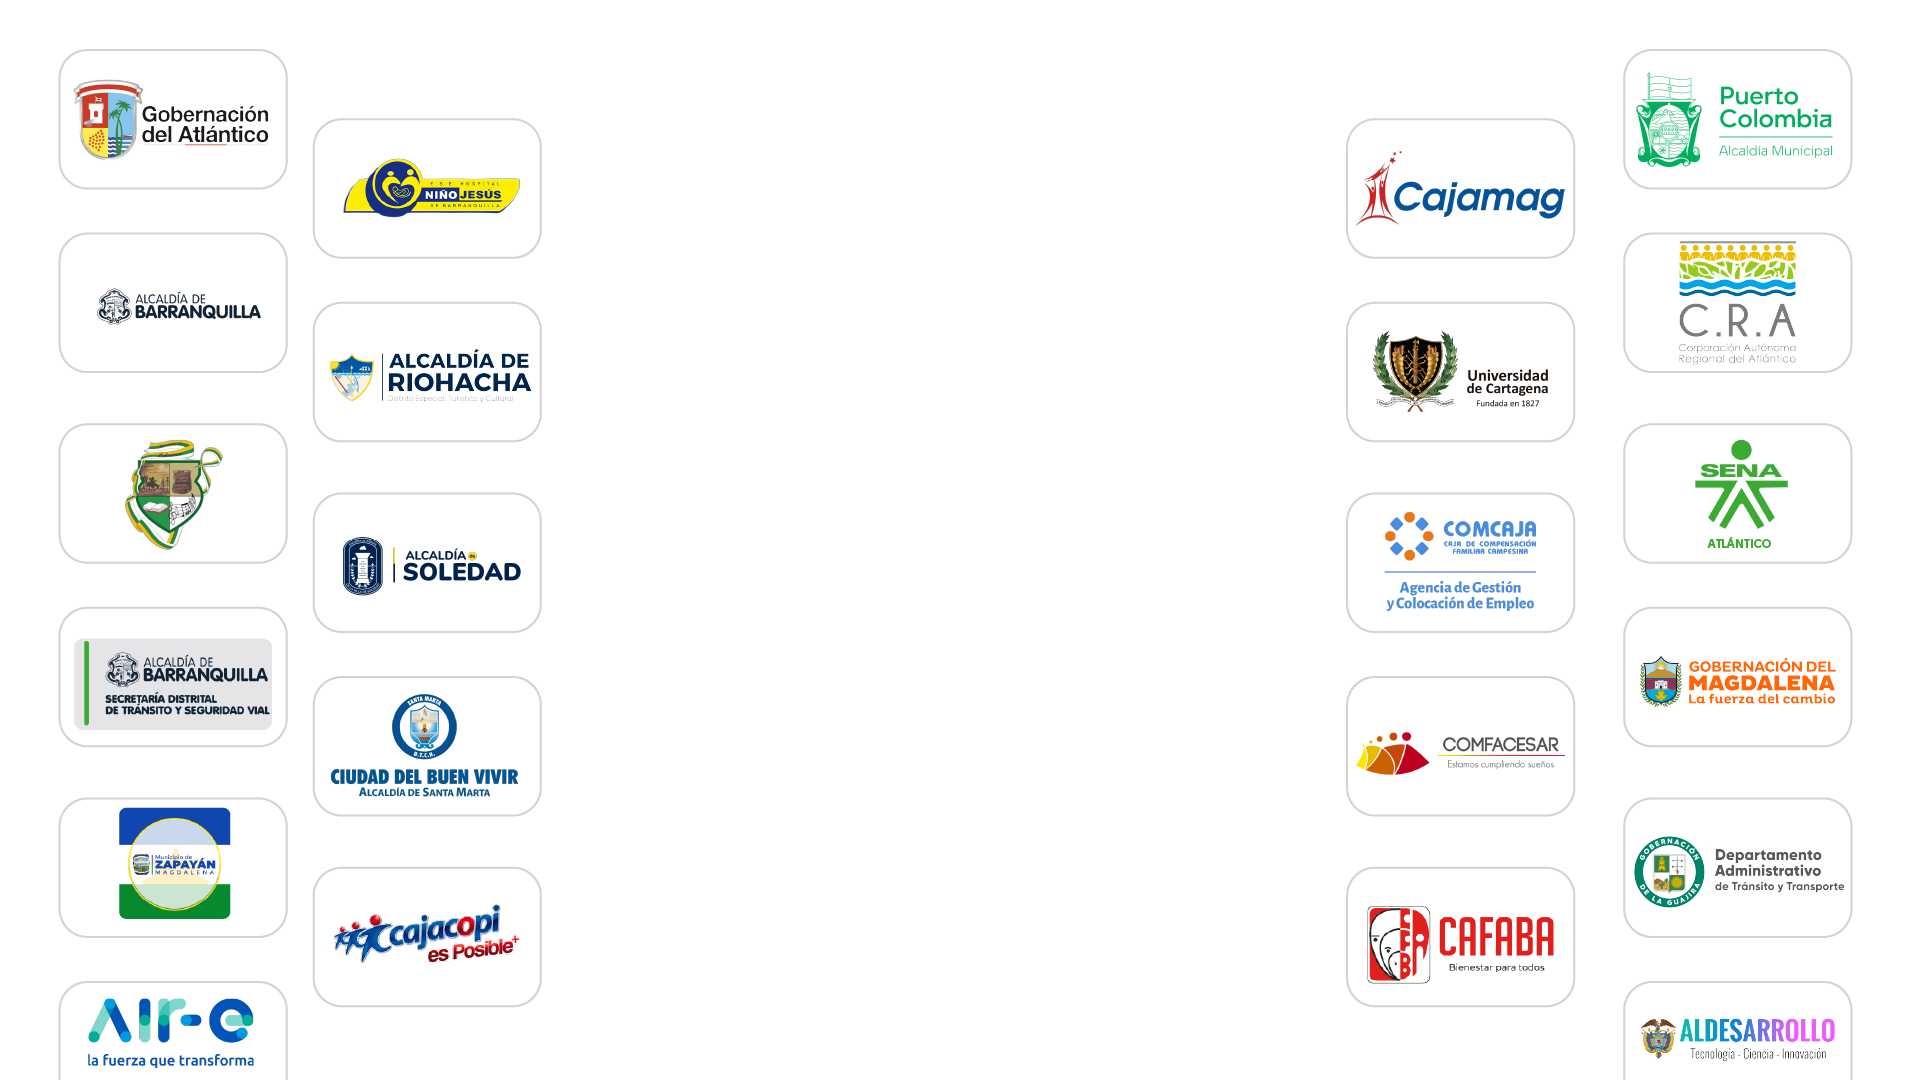 Gobernación
del Atlántico
ALCALDÍA DE
BARRANQUILLA
ALCALDÍA DE
BARRANQUILLA
SECRETARÍA DISTRITAL
DE TRÁNSITO Y SEGURIDAD VIAL
Municipio de
ZAPAYÁN
MAGDALENA
AIr-e
la fuerza que transforma
E.S.E HOSPITAL
NIÑO JESÚS
DE BARRANQUILLA
ALCALDÍA DE
RIOHACHA
Distrito Especial, Turístico y Cultural
ALCALDÍA DE
SOLEDAD
SANTA MARTA
D.T.C.H.
CIUDAD DEL BUEN VIVIR
ALCALDÍA DE SANTA MARTA
cajacopi
es Posible+
Cajamag
Universidad
de Cartagena
Fundada en 1827
COMCAJA
CAJA DE COMPENSACIÓN
FAMILIAR CAMPESINA
Agencia de Gestión
y Colocación de Empleo
COMFACESAR
Estamos cumpliendo sueños
CAFABA
Bienestar para todos
Puerto
Colombia
Alcaldía Municipal
C.R.A
Corporación Autónoma
Regional del Atlántico
SENA
ATLÁNTICO
GOBERNACIÓN DEL
MAGDALENA
La fuerza del cambio
GOBERNACION
DE LA GUAJIRA
Departamento
Administrativo
de Tránsito y Transporte
ALDESARROLLO
Tecnología - Ciencia - Innovación